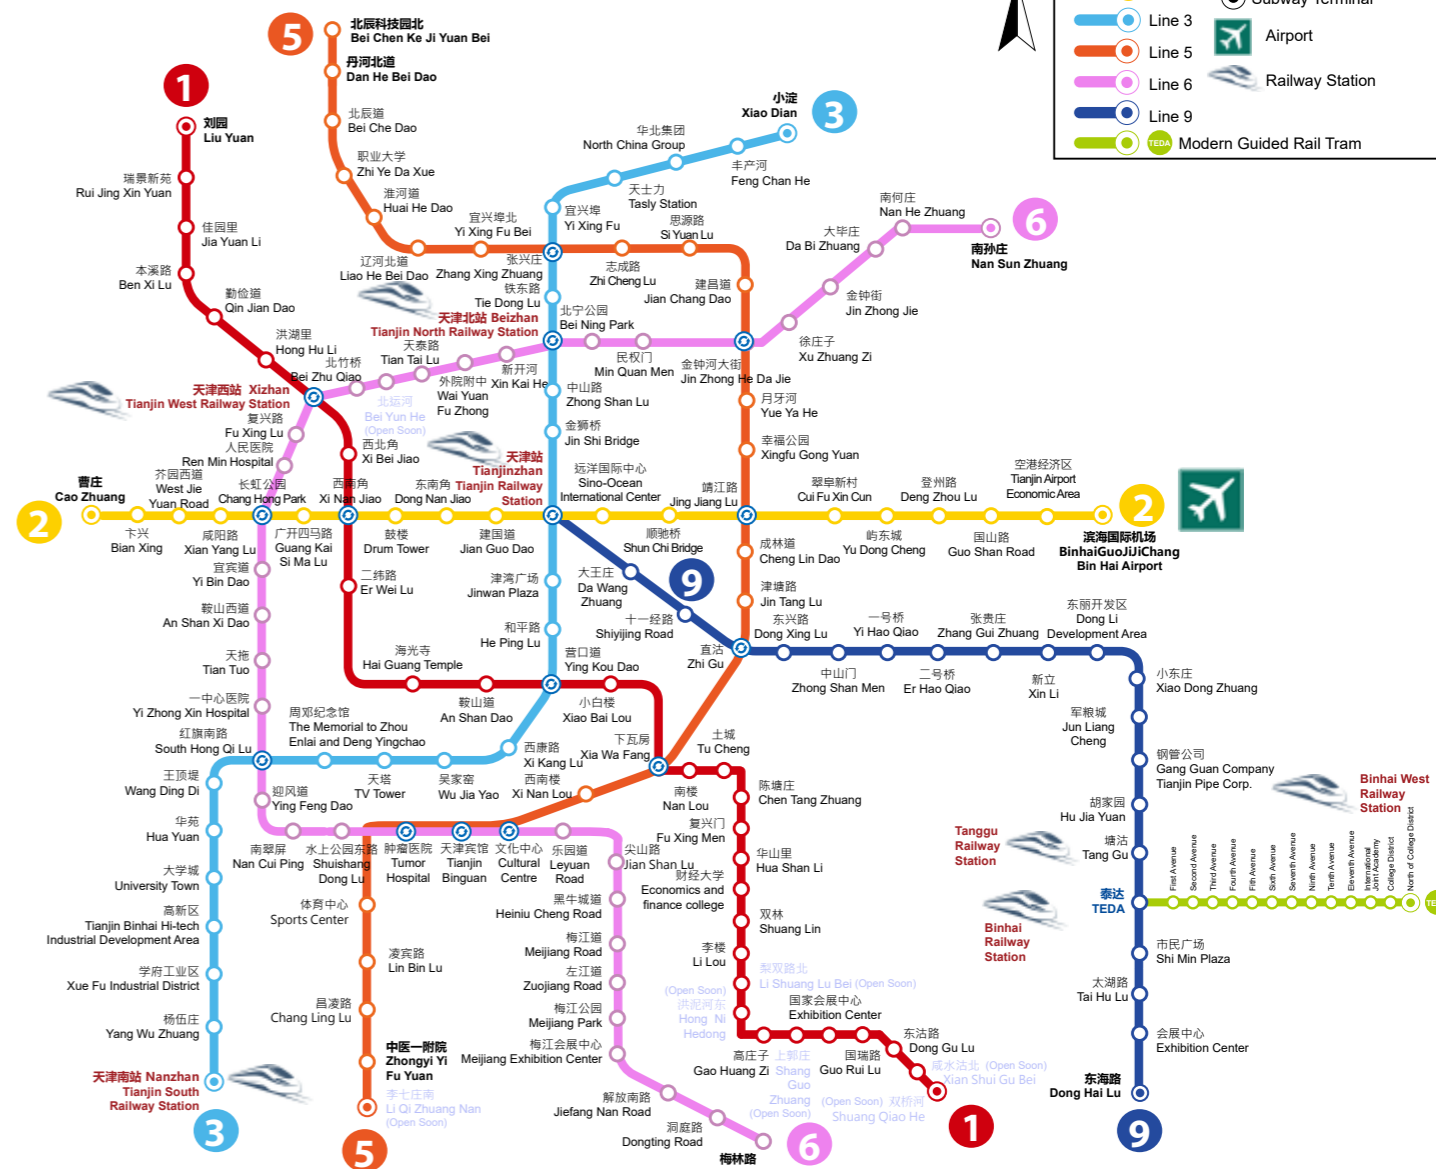 Subway Terminal
Line 3
Line 5
Line 6
Line 9
TEDA
Modern Guided Rail Tram
Airport
Railway Station
5
北辰科技园北
Bei Chen Ke Ji Yuan Bei
丹河北道
Dan He Bei Dao
北辰道
Bei Che Dao
职业大学
Zhi Ye Da Xue
淮河道
Huai He Dao
辽河北道
Liao He Bei Dao
宜兴埠北
Yi Xing Fu Bei
张兴庄
Zhang Xing Zhuang
志成路
Zhi Cheng Lu
思源路
Si Yuan Lu
建昌道
Jian Chang Dao
1
刘园
Liu Yuan
瑞景新苑
Rui Jing Xin Yuan
佳园里
Jia Yuan Li
本溪路
Ben Xi Lu
勤俭道
Qin Jian Dao
洪湖里
Hong Hu Li
天津西站 Xizhan
Tianjin West Railway Station
3
小淀
Xiao Dian
丰产河
Feng Chan He
华北集团
North China Group
天士力
Tasly Station
宜兴埠
Yi Xing Fu
铁东路
Tie Dong Lu
天津北站 Beizhan
Tianjin North Railway Station
6
南孙庄
Nan Sun Zhuang
南何庄
Nan He Zhuang
大毕庄
Da Bi Zhuang
金钟街
Jin Zhong Jie
徐庄子
Xu Zhuang Zi
金钟河大街
Jin Zhong He Da Jie
民权门
Min Quan Men
北宁公园
Bei Ning Park
新开河
Xin Kai He
外院附中
Wai Yuan
Fu Zhong
天泰路
Tian Tai Lu
北运河
Bei Yun He
(Open Soon)
北竹桥
Bei Zhu Qiao
复兴路
Fu Xing Lu
人民医院
Ren Min Hospital
西北角
Xi Bei Jiao
中山路
Zhong Shan Lu
金狮桥
Jin Shi Bridge
天津站
Tianjinzhan
Tianjin Railway
Station
月牙河
Yue Ya He
幸福公园
Xingfu Gong Yuan
2
曹庄
Cao Zhuang
卞兴
Bian Xing
芥园西道
West Jie
Yuan Road
咸阳路
Xian Yang Lu
长虹公园
Chang Hong Park
广开四马路
Guang Kai
Si Ma Lu
西南角
Xi Nan Jiao
鼓楼
Drum Tower
东南角
Dong Nan Jiao
建国道
Jian Guo Dao
远洋国际中心
Sino-Ocean
International Center
顺驰桥
Shun Chi Bridge
靖江路
Jing Jiang Lu
翠阜新村
Cui Fu Xin Cun
屿东城
Yu Dong Cheng
登州路
Deng Zhou Lu
国山路
Guo Shan Road
空港经济区
Tianjin Airport
Economic Area
2
滨海国际机场
BinhaiGuoJiJiChang
Bin Hai Airport
宜宾道
Yi Bin Dao
鞍山西道
An Shan Xi Dao
天拖
Tian Tuo
一中心医院
Yi Zhong Xin Hospital
红旗南路
South Hong Qi Lu
二纬路
Er Wei Lu
海光寺
Hai Guang Temple
鞍山道
An Shan Dao
津湾广场
Jinwan Plaza
和平路
He Ping Lu
营口道
Ying Kou Dao
小白楼
Xiao Bai Lou
成林道
Cheng Lin Dao
津塘路
Jin Tang Lu
9
大王庄
Da Wang
Zhuang
十一经路
Shiyijing Road
直沽
Zhi Gu
东兴路
Dong Xing Lu
中山门
Zhong Shan Men
一号桥
Yi Hao Qiao
二号桥
Er Hao Qiao
张贵庄
Zhang Gui Zhuang
新立
Xin Li
东丽开发区
Dong Li
Development Area
小东庄
Xiao Dong Zhuang
军粮城
Jun Liang
Cheng
钢管公司
Gang Guan Company
Tianjin Pipe Corp.
胡家园
Hu Jia Yuan
塘沽
Tang Gu
泰达
TEDA
市民广场
Shi Min Plaza
太湖路
Tai Hu Lu
会展中心
Exhibition Center
东海路
Dong Hai Lu
9
Tanggu
Railway
Station
Binhai
Railway
Station
Binhai West
Railway
Station
First Avenue
Second Avenue
Third Avenue
Fourth Avenue
Fith Avenue
Sixth Avenue
Seventh Avenue
Ninth Avenue
Tenth Avenue
Eleventh Avenue
International
Joint Academy
College District
North of College District
周邓纪念馆
The Memorial to Zhou
Enlai and Deng Yingchao
天塔
TV Tower
吴家窑
Wu Jia Yao
西康路
Xi Kang Lu
王顶堤
Wang Ding Di
华苑
Hua Yuan
大学城
University Town
高新区
Tianjin Binhai Hi-tech
Industrial Development Area
学府工业区
Xue Fu Industrial District
杨伍庄
Yang Wu Zhuang
天津南站 Nanzhan
Tianjin South
Railway Station
3
下瓦房
Xia Wa Fang
西南楼
Xi Nan Lou
迎风道
Ying Feng Dao
南翠屏
Nan Cui Ping
水上公园东路
Shuishang
Dong Lu
肿瘤医院
Tumor
Hospital
天津宾馆
Tianjin
Binguan
文化中心
Cultural
Centre
乐园道
Leyuan
Road
尖山路
Jian Shan Lu
黑牛城道
Heiniu Cheng Road
梅江道
Meijiang Road
左江道
Zuojiang Road
梅江公园
Meijiang Park
梅江会展中心
Meijiang Exhibition Center
解放南路
Jiefang Nan Road
洞庭路
Dongting Road
梅林路
6
体育中心
Sports Center
凌宾路
Lin Bin Lu
昌凌路
Chang Ling Lu
中医一附院
Zhongyi Yi
Fu Yuan
李七庄南
Li Qi Zhuang Nan
(Open Soon)
5
南楼
Nan Lou
土城
Tu Cheng
陈塘庄
Chen Tang Zhuang
复兴门
Fu Xing Men
华山里
Hua Shan Li
财经大学
Economics and
finance college
双林
Shuang Lin
李楼
Li Lou
梨双路北
Li Shuang Lu Bei (Open Soon)
(Open Soon)
洪泥河东
Hong Ni
Hedong
高庄子
Gao Huang Zi
上郭庄
Shang
Guo
Zhuang
(Open Soon)
国家会展中心
Exhibition Center
国瑞路
Guo Rui Lu
东沽路
Dong Gu Lu
咸水沽北 (Open Soon)
Xian Shui Gu Bei
(Open Soon) 双桥河
Shuang Qiao He
1